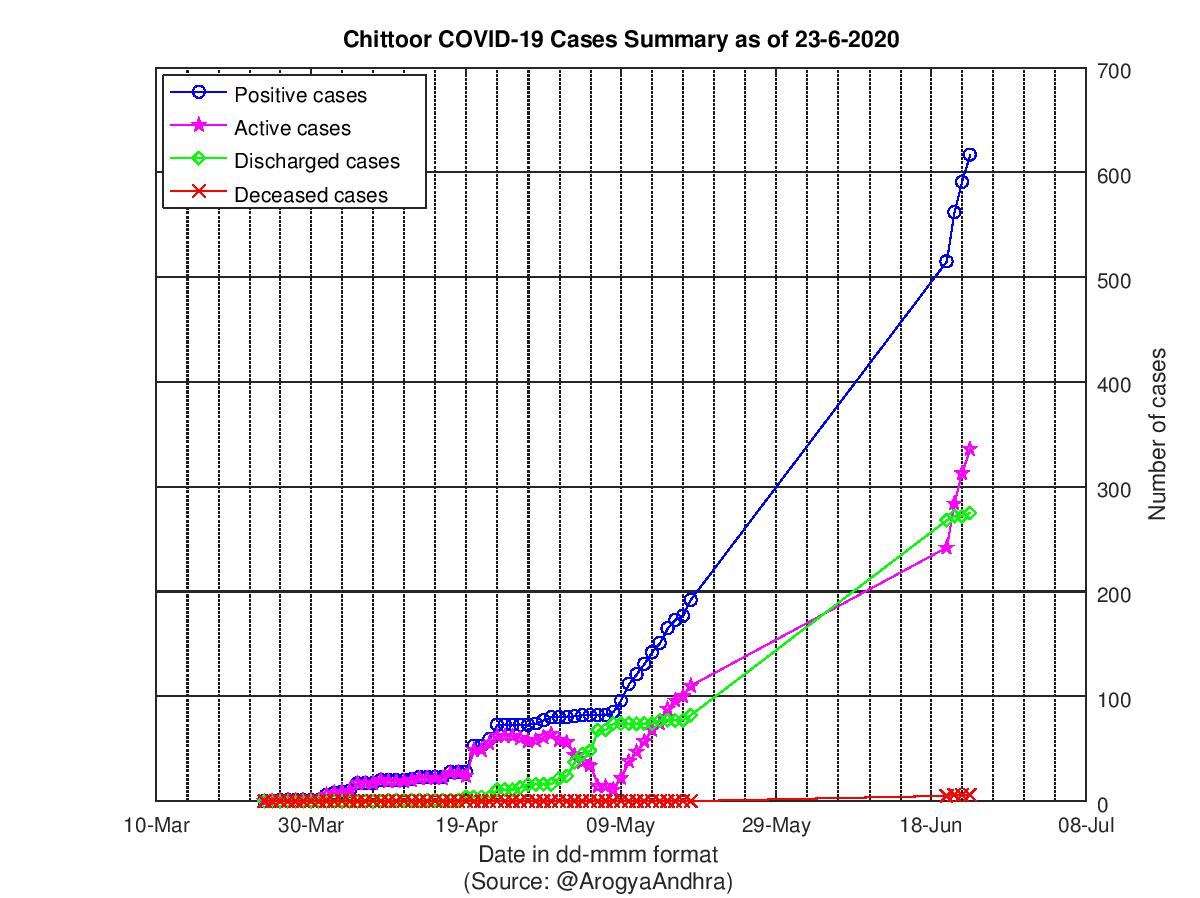 Chittoor COVID-19 Cases Summary as of 23-6-2020
Positive cases
Active cases
Discharged cases
Deceased cases
700
600
500
400
300
200
100
0
Number of cases
10-Mar 30-Mar 19-Apr 09-May 29-May 18-Jun 08-Jul
Date in dd-mmm format
(Source: @ArogyaAndhra)